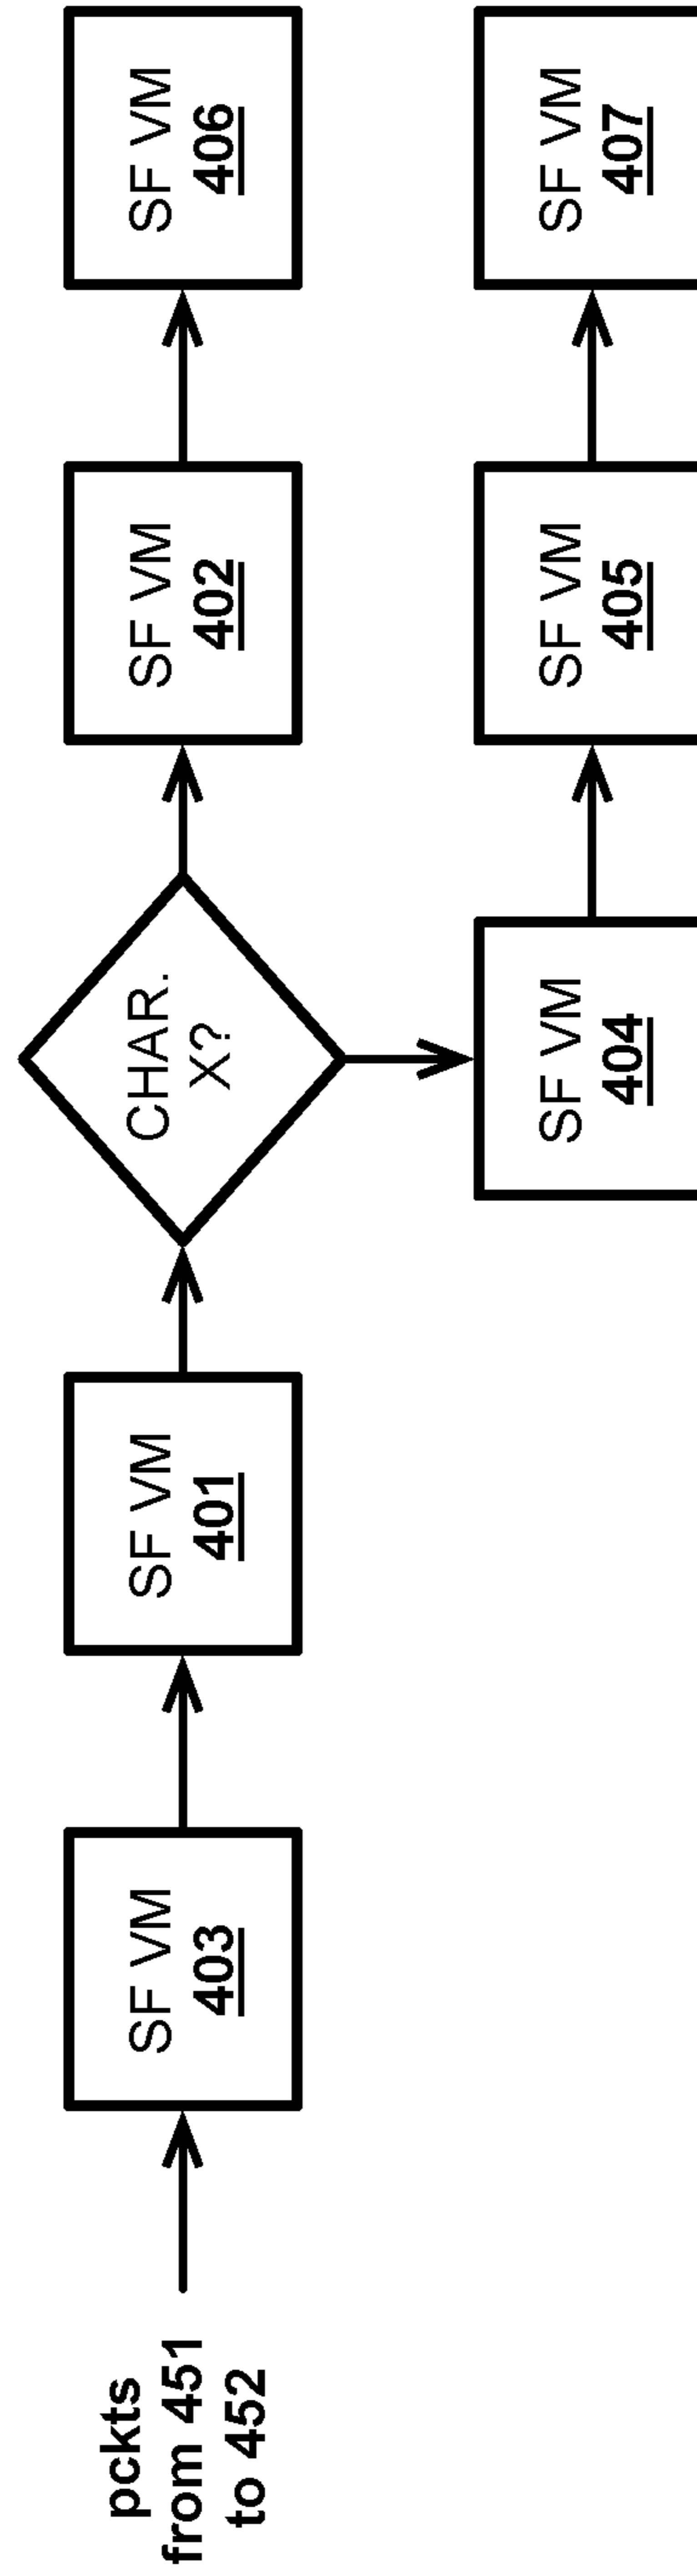 pckts
from 451
to 452
SF VM
403
SF VM
401
CHAR.
X?
SF VM
402
SF VM
406
SF VM
404
SF VM
405
SF VM
407